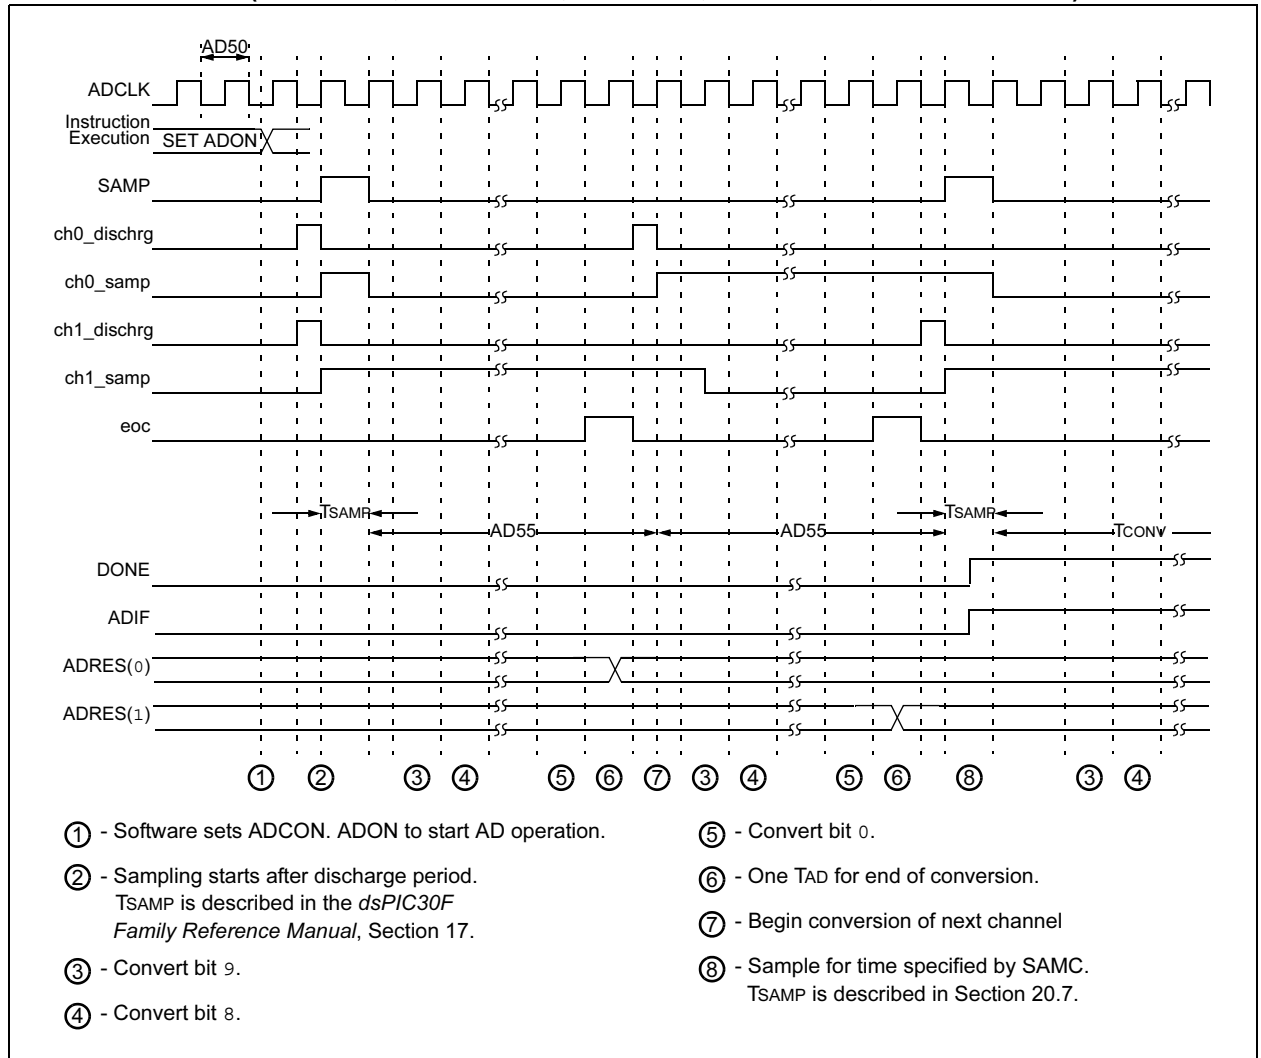 AD50
ADCLK
Instruction
Execution
SET ADON
SAMP
ch0_dischrg
ch0_samp
ch1_dischrg
ch1_samp
eoc
TSAMP
TSAMP
AD55
AD55
TCONV
DONE
ADIF
ADRES(0)
ADRES(1)
1 2 3 4 5 6 7 3 4 5 6 8 3 4
1 - Software sets ADCON. ADON to start AD operation.
2 - Sampling starts after discharge period.
TSAMP is described in the dsPIC30F
Family Reference Manual, Section 17.
3 - Convert bit 9.
4 - Convert bit 8.
5 - Convert bit 0.
6 - One TAD for end of conversion.
7 - Begin conversion of next channel
8 - Sample for time specified by SAMC.
TSAMP is described in Section 20.7.